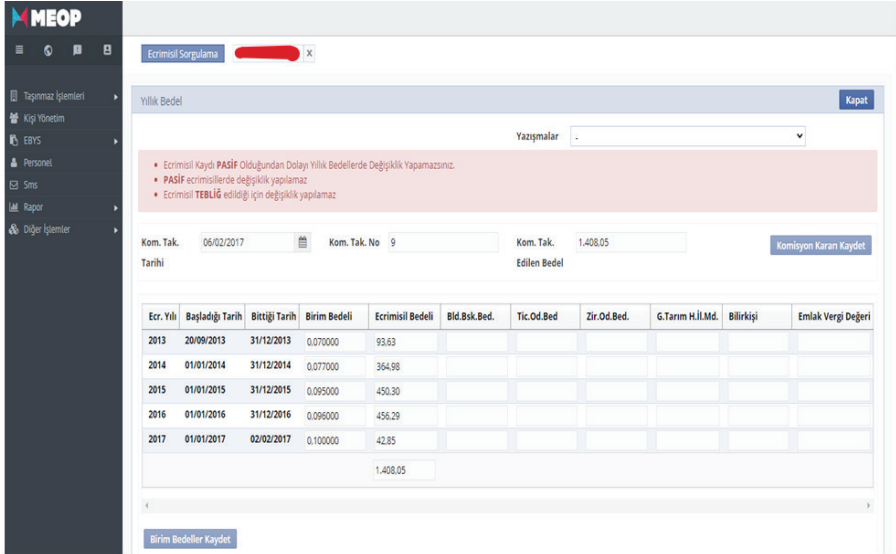 MEOP
Ecrimisil Sorgulama x
Taşınmaz İşlemleri
Kişi Yönetim
EBYS
Personel
Sms
Rapor
Diğer İşlemler
Yıllık Bedel Kapat
Yazışmalar -
Ecrimisil Kaydı PASİF Olduğundan Dolayı Yıllık Bedellerde Değişiklik Yapamazsınız.
PASİF ecrimisillerde değişiklik yapılamaz
Ecrimisil TEBLİĞ edildiği için değişiklik yapılamaz
Kom. Tak. Tarihi 06/02/2017 Kom. Tak. No 9 Kom. Tak. Edilen Bedel 1.408,05 Komisyon Kararı Kaydet
Ecr. Yılı Başladığı Tarih Bittiği Tarih Birim Bedeli Ecrimisil Bedeli Bld.Bsk.Bed. Tic.Od.Bed Zir.Od.Bed. G.Tarım H.İl.Md. Bilirkişi Emlak Vergi Değeri
2013 20/09/2013 31/12/2013 0,070000 93,63
2014 01/01/2014 31/12/2014 0,077000 364,98
2015 01/01/2015 31/12/2015 0,095000 450,30
2016 01/01/2016 31/12/2016 0,096000 456,29
2017 01/01/2017 02/02/2017 0,100000 42,85
1.408,05
Birim Bedeller Kaydet